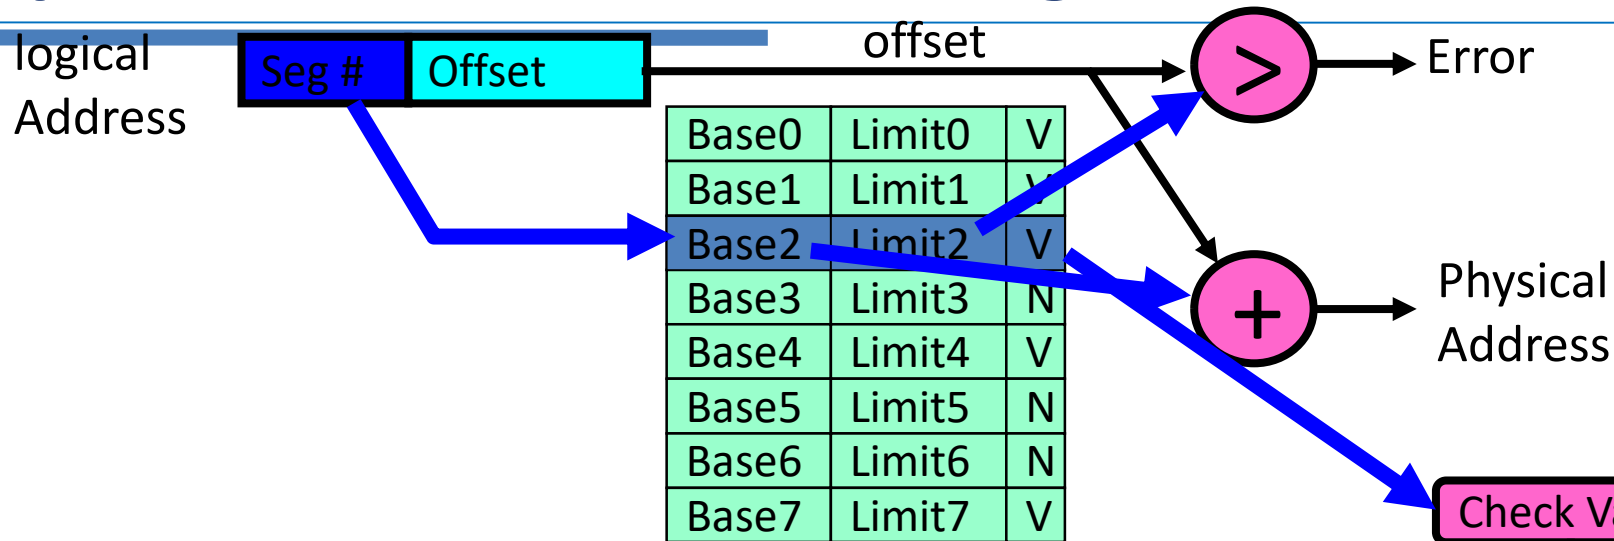 logical
Address
Seg # Offset
offset
>
Error
Base0 Limit0 V
Base1 Limit1 V
Base2 Limit2 V
Base3 Limit3 N
Base4 Limit4 V
Base5 Limit5 N
Base6 Limit6 N
Base7 Limit7 V
+
Physical
Address
Check